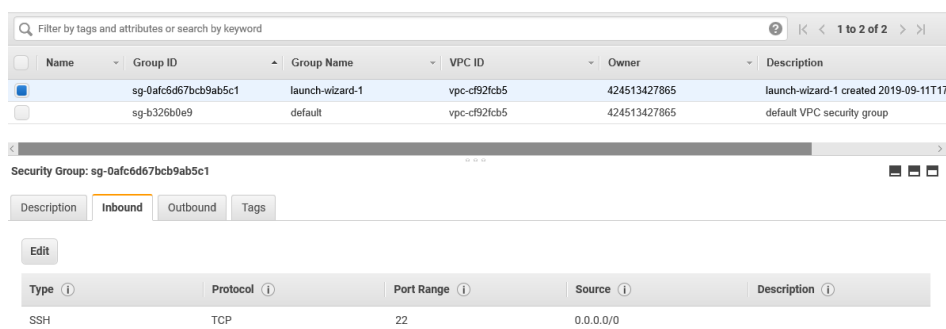 Filter by tags and attributes or search by keyword 1 to 2 of 2
Name Group ID Group Name VPC ID Owner Description
sg-0afc6d67bcb9ab5c1 launch-wizard-1 vpc-cf92fcb5 424513427865 launch-wizard-1 created 2019-09-11T17
sg-b326b0e9 default vpc-cf92fcb5 424513427865 default VPC security group
Security Group: sg-0afc6d67bcb9ab5c1
Description Inbound Outbound Tags
Edit
Type Protocol Port Range Source Description
SSH TCP 22 0.0.0.0/0